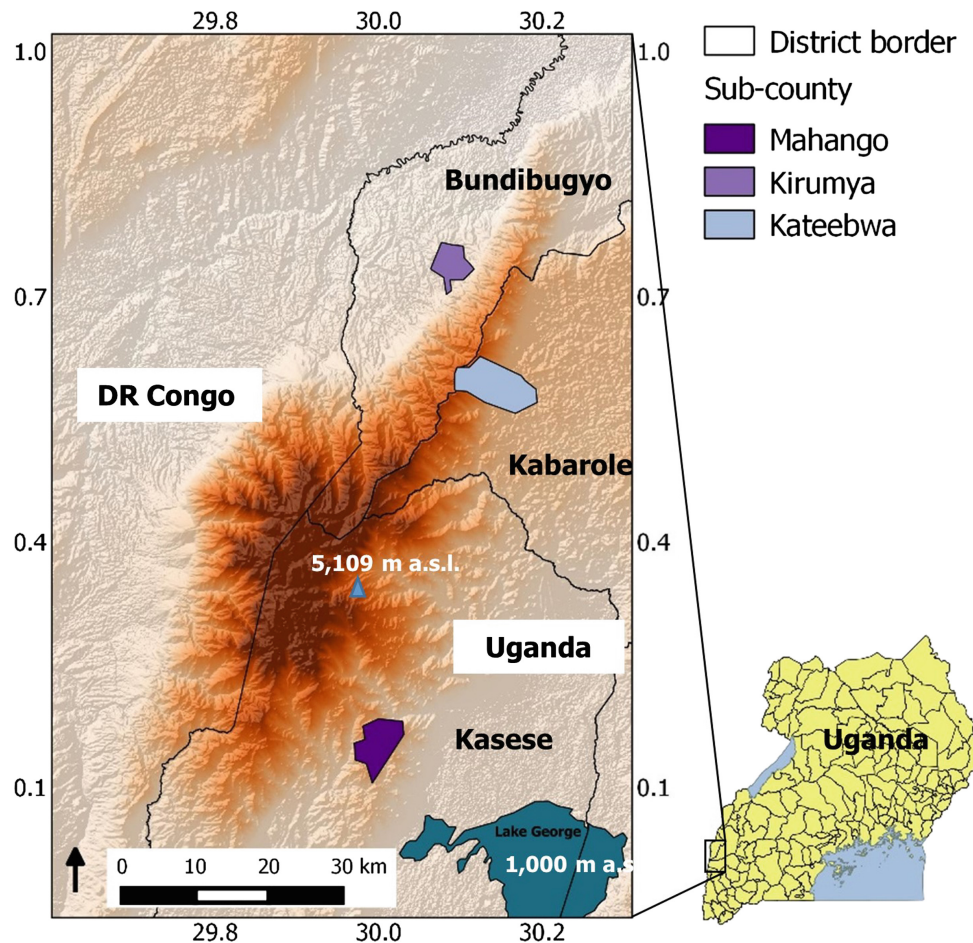 29.8 30.0 30.2
1.0 1.0
District border
Sub-county
Mahango
Kirumya
Kateebwa
Bundibugyo
0.7 0.7
DR Congo
Kabarole
0.4 0.4
5,109 m a.s.l.
Uganda
Kasese
Uganda
0.1 0.1
Lake George
1,000 m a.s
0 10 20 30 km
29.8 30.0 30.2